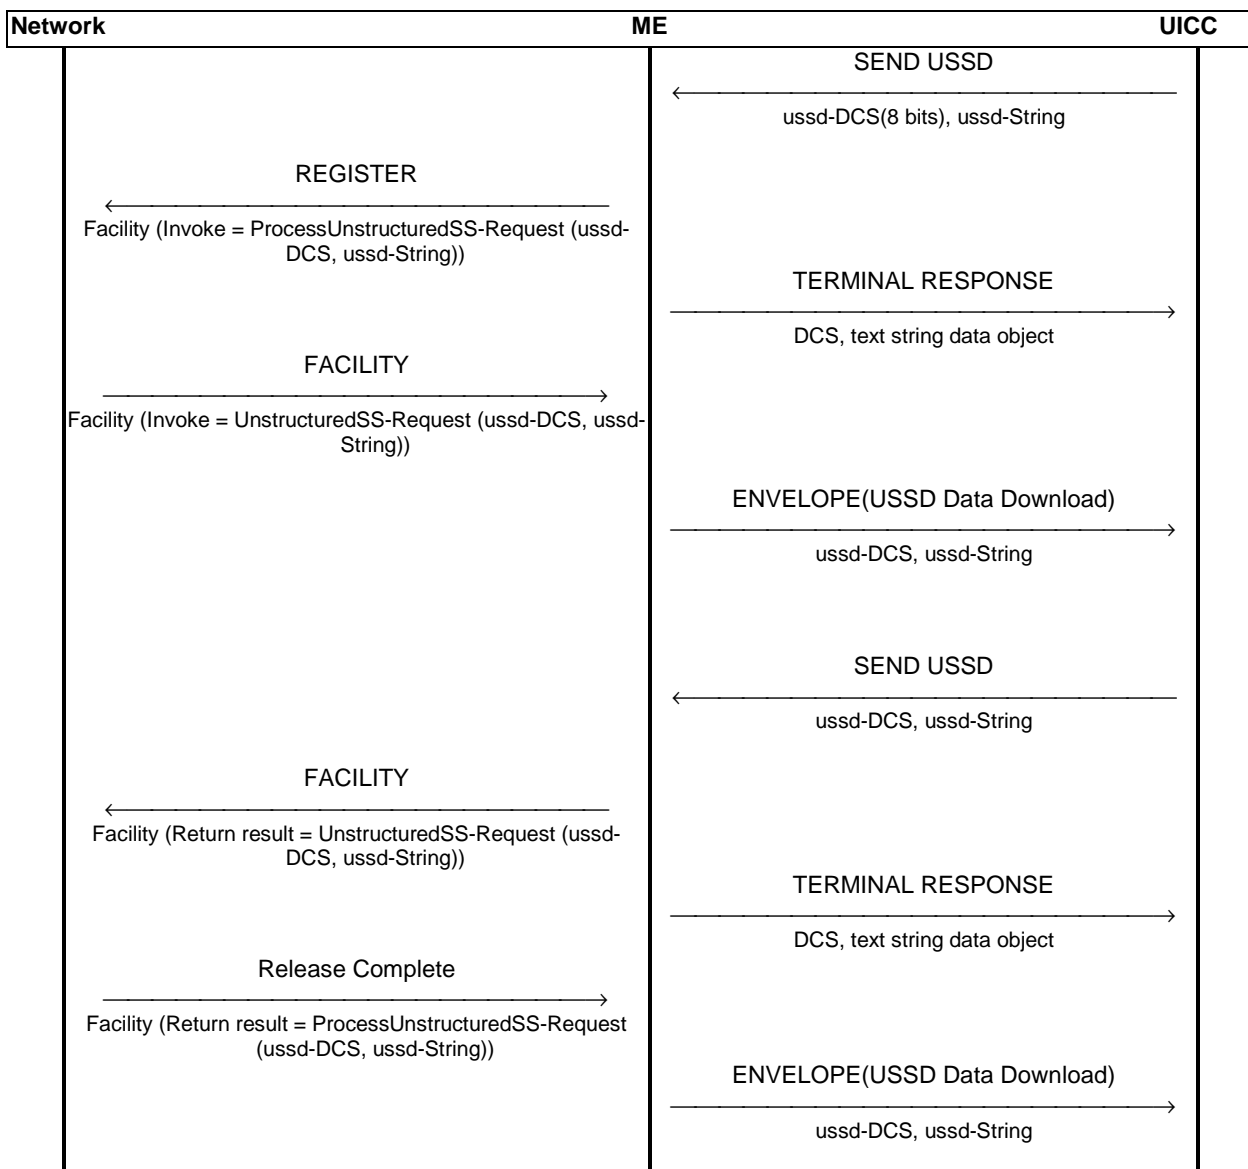 Network ME UICC
SEND USSD
ussd-DCS(8 bits), ussd-String
REGISTER
Facility (Invoke = ProcessUnstructuredSS-Request (ussd-
DCS, ussd-String))
TERMINAL RESPONSE
DCS, text string data object
FACILITY
Facility (Invoke = UnstructuredSS-Request (ussd-DCS, ussd-
String))
ENVELOPE(USSD Data Download)
ussd-DCS, ussd-String
SEND USSD
ussd-DCS, ussd-String
FACILITY
Facility (Return result = UnstructuredSS-Request (ussd-
DCS, ussd-String))
TERMINAL RESPONSE
DCS, text string data object
Release Complete
Facility (Return result = ProcessUnstructuredSS-Request
(ussd-DCS, ussd-String))
ENVELOPE(USSD Data Download)
ussd-DCS, ussd-String